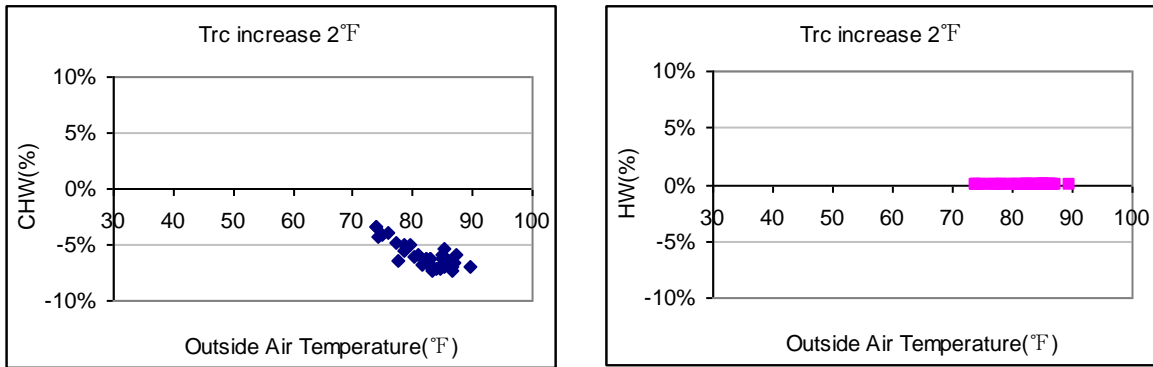 Trc increase 2℉
10%
5%
0%
-5%
-10%
30 40 50 60 70 80 90 100
CHW(%)
Outside Air Temperature(℉)
Trc increase 2℉
10%
5%
0%
-5%
-10%
30 40 50 60 70 80 90 100
HW(%)
Outside Air Temperature(℉)